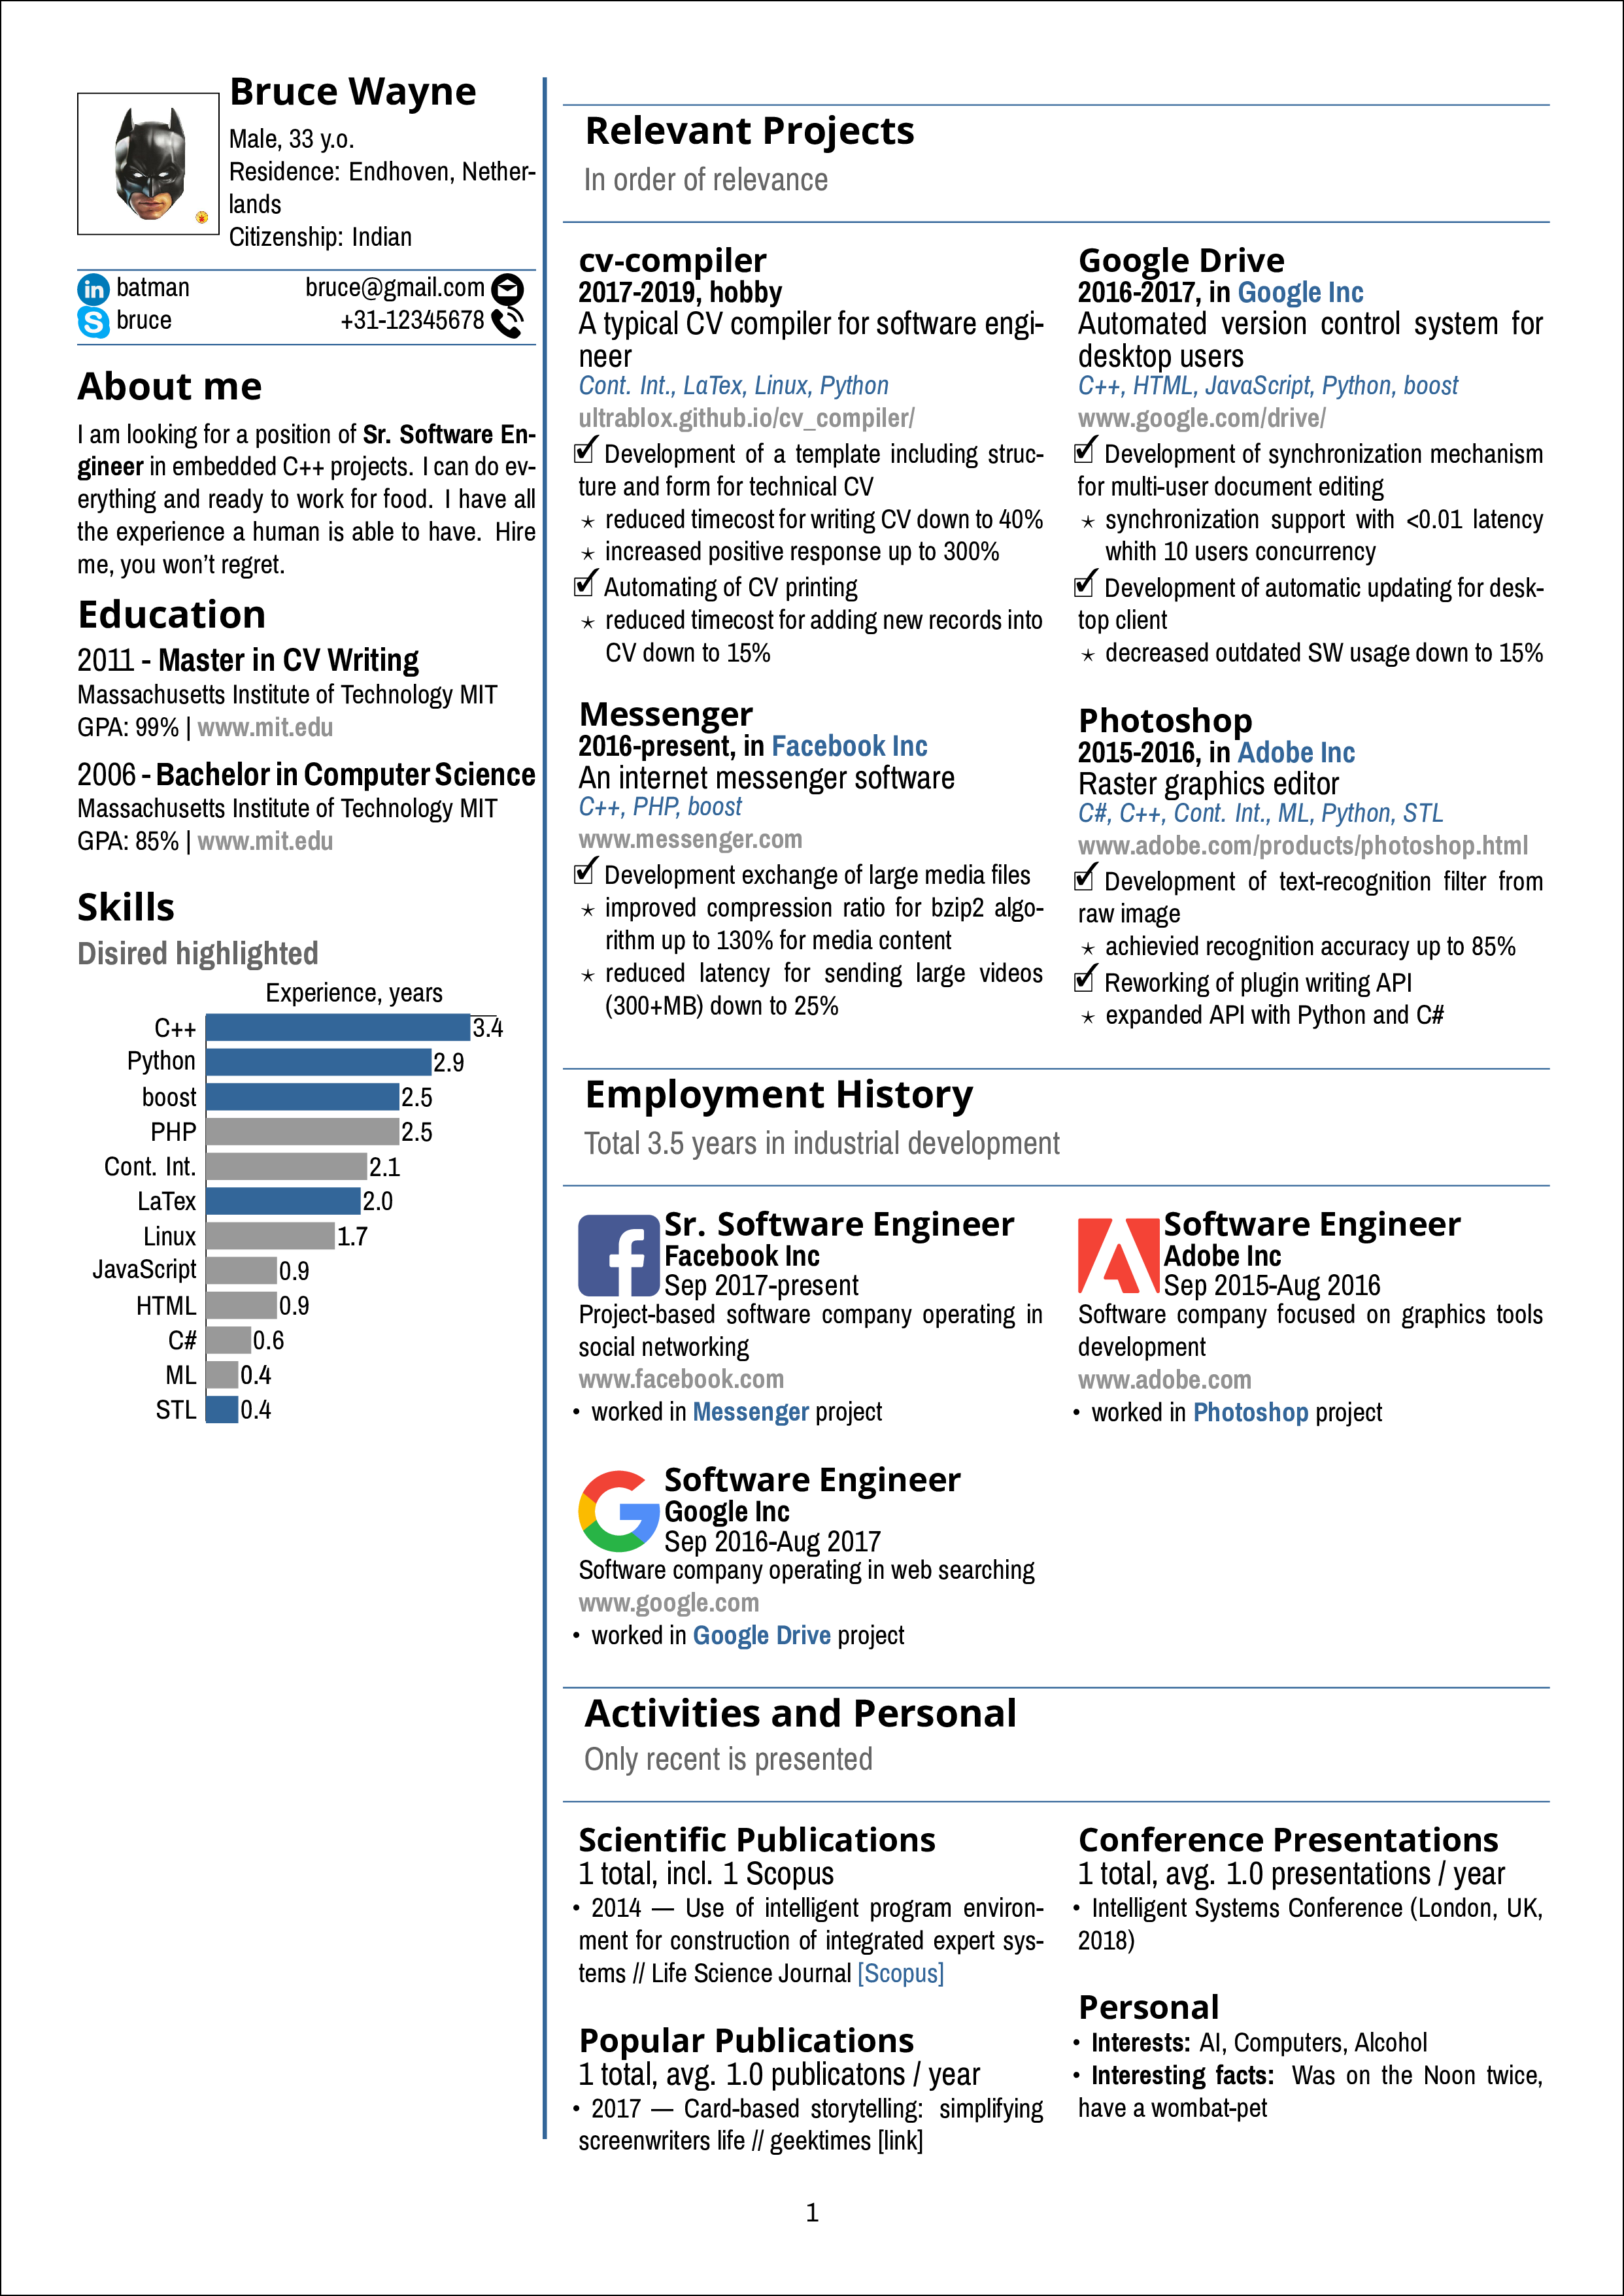 Bruce Wayne
Male, 33 y.o.
Residence: Endhoven, Nether-
lands
Citizenship: Indian
batman
bruce@gmail.com
bruce
+31-12345678
About me
I am looking for a position of Sr. Software En-
gineer in embedded C++ projects. I can do ev-
erything and ready to work for food. I have all
the experience a human is able to have. Hire
me, you won't regret.
Education
2011 - Master in CV Writing
Massachusetts Institute of Technology MIT
GPA: 99% | www.mit.edu
2006 - Bachelor in Computer Science
Massachusetts Institute of Technology MIT
GPA: 85% | www.mit.edu
Skills
Disired highlighted
Experience, years
C++ 3.4
Python 2.9
boost 2.5
PHP 2.5
Cont. Int. 2.1
LaTex 2.0
Linux 1.7
JavaScript 0.9
HTML 0.9
C# 0.6
ML 0.4
STL 0.4
Relevant Projects
In order of relevance
cv-compiler
2017-2019, hobby
A typical CV compiler for software engi-
neer
Cont. Int., LaTex, Linux, Python
ultrablox.github.io/cv_compiler/
Development of a template including struc-
ture and form for technical CV
⋆ reduced timecost for writing CV down to 40%
⋆ increased positive response up to 300%
Automating of CV printing
⋆ reduced timecost for adding new records into
CV down to 15%
Messenger
2016-present, in Facebook Inc
An internet messenger software
C++, PHP, boost
www.messenger.com
Development exchange of large media files
⋆ improved compression ratio for bzip2 algo-
rithm up to 130% for media content
⋆ reduced latency for sending large videos
(300+MB) down to 25%
Google Drive
2016-2017, in Google Inc
Automated version control system for
desktop users
C++, HTML, JavaScript, Python, boost
www.google.com/drive/
Development of synchronization mechanism
for multi-user document editing
⋆ synchronization support with <0.01 latency
whith 10 users concurrency
Development of automatic updating for desk-
top client
⋆ decreased outdated SW usage down to 15%
Photoshop
2015-2016, in Adobe Inc
Raster graphics editor
C#, C++, Cont. Int., ML, Python, STL
www.adobe.com/products/photoshop.html
Development of text-recognition filter from
raw image
⋆ achievied recognition accuracy up to 85%
Reworking of plugin writing API
⋆ expanded API with Python and C#
Employment History
Total 3.5 years in industrial development
Sr. Software Engineer
Facebook Inc
Sep 2017-present
Project-based software company operating in
social networking
www.facebook.com
• worked in Messenger project
Software Engineer
Adobe Inc
Sep 2015-Aug 2016
Software company focused on graphics tools
development
www.adobe.com
• worked in Photoshop project
Software Engineer
Google Inc
Sep 2016-Aug 2017
Software company operating in web searching
www.google.com
• worked in Google Drive project
Activities and Personal
Only recent is presented
Scientific Publications
1 total, incl. 1 Scopus
• 2014 — Use of intelligent program environ-
ment for construction of integrated expert sys-
tems // Life Science Journal [Scopus]
Popular Publications
1 total, avg. 1.0 publicatons / year
• 2017 — Card-based storytelling: simplifying
screenwriters life // geektimes [link]
Conference Presentations
1 total, avg. 1.0 presentations / year
• Intelligent Systems Conference (London, UK,
2018)
Personal
• Interests: AI, Computers, Alcohol
• Interesting facts: Was on the Noon twice,
have a wombat-pet
1